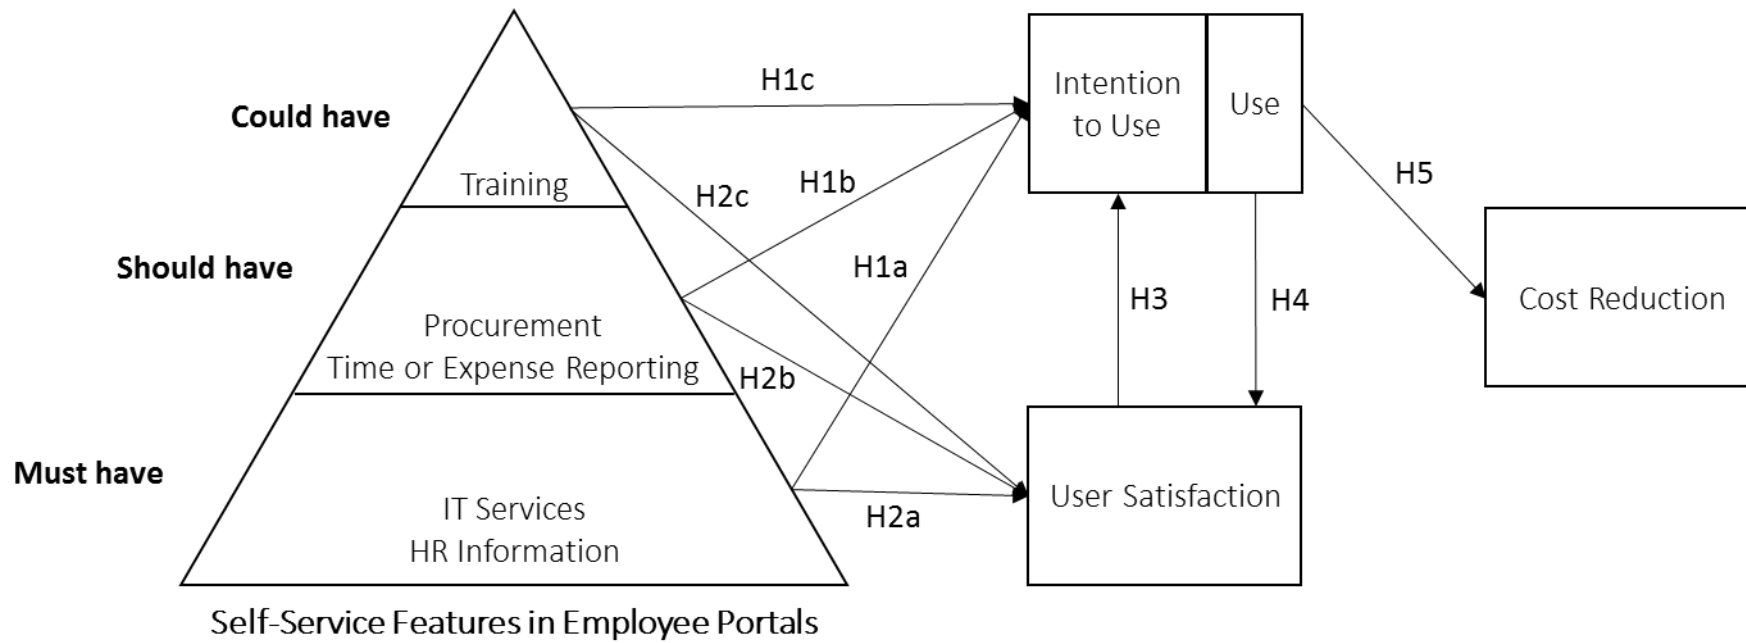 H1c
Intention
to Use
Use
Could have
Training
H2c
H1b
H5
Should have
H1a
H3
H4
Cost Reduction
Procurement
Time or Expense Reporting
H2b
Must have
IT Services
HR Information
H2a
User Satisfaction
Self-Service Features in Employee Portals